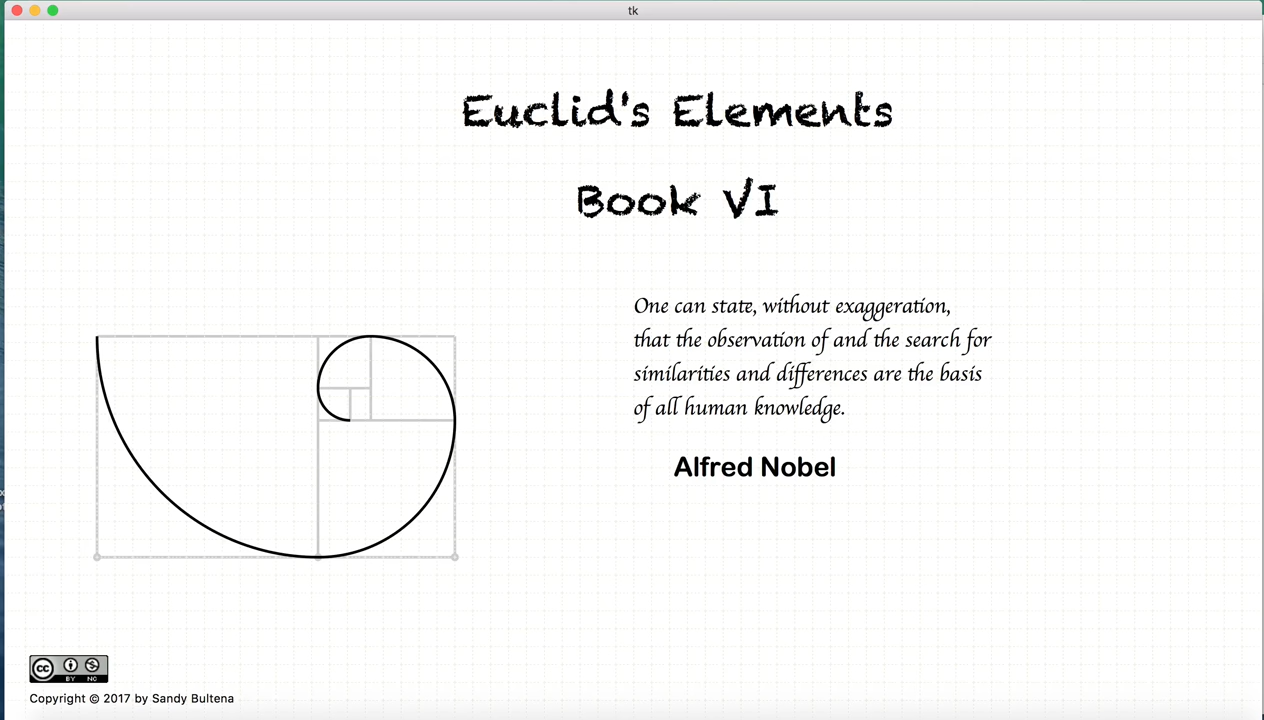 tk
Euclid's Elements
Book VI
One can state, without exaggeration,
that the observation of and the search for
similarities and differences are the basis
of all human knowledge.
Alfred Nobel
cc
BY NC
Copyright © 2017 by Sandy Bultena